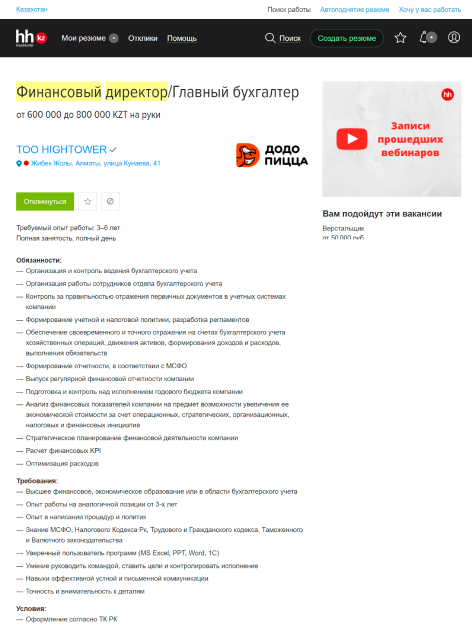 Казахстан
Поиск работы
Автоподнятие резюме
Хочу у вас работать
hh kz
Мои резюме
Отклики
Помощь
Поиск
Создать резюме
Финансовый директор/Главный бухгалтер
от 600 000 до 800 000 KZT на руки
ТОО HIGHTOWER
Жибек Жолы, Алматы, улица Кунаева, 41
ДОДО
ПИЦЦА
Откликнуться
Требуемый опыт работы: 3–6 лет
Полная занятость, полный день
hh
Записи
прошедших
вебинаров
Вам подойдут эти вакансии
Верстальщик
от 50 000 руб
Обязанности:
— Организация и контроль ведения бухгалтерского учета
— Организация работы сотрудников отдела бухгалтерского учета
— Контроль за правильностью отражения первичных документов в учетных системах
компании
— Формирование учетной и налоговой политики, разработка регламентов
— Обеспечение своевременного и точного отражения на счетах бухгалтерского учета
хозяйственных операций, движения активов, формирования доходов и расходов,
выполнения обязательств
— Формирование отчетности, в соответствии с МСФО
— Выпуск регулярной финансовой отчетности компании
— Подготовка и контроль над исполнением годового бюджета компании
— Анализ финансовых показателей компании на предмет возможности увеличения ее
экономической стоимости за счет операционных, стратегических, организационных,
налоговых и финансовых инициатив
— Стратегическое планирование финансовой деятельности компании
— Расчет финансовых KPI
— Оптимизация расходов
Требования:
— Высшее финансовое, экономическое образование или в области бухгалтерского учета
— Опыт работы на аналогичной позиции от 3-х лет
— Опыт в написании процедур и политик
— Знание МСФО, Налогового Кодекса Рк, Трудового и Гражданского кодекса, Таможенного
и Валютного законодательства
— Уверенный пользователь программ (MS Excel, PPT, Word, 1C)
— Умение руководить командой, ставить цели и контролировать исполнение
— Навыки эффективной устной и письменной коммуникации
— Точность и внимательность к деталям
Условия:
— Оформление согласно ТК РК